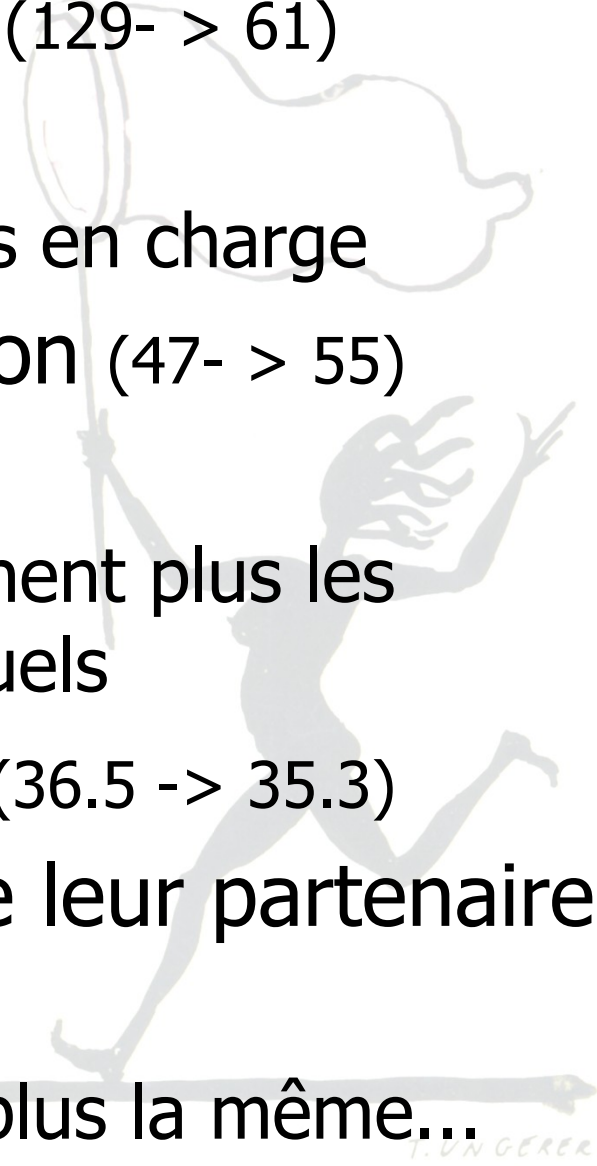 (129- > 61)
s en charge
on (47- > 55)
nent plus les
uels
(36.5 -> 35.3)
e leur partenaire
plus la même...
T. UNGERER